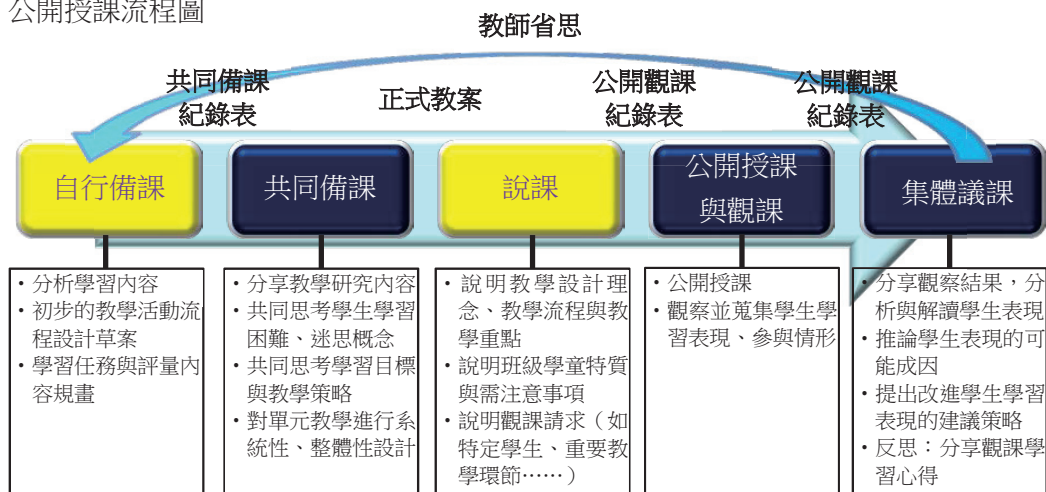 公開授課流程圖
教師省思
共同備課
紀錄表
正式教案
公開觀課
紀錄表
公開觀課
紀錄表
自行備課
共同備課
說課
公開授課
與觀課
集體議課
・分析學習內容
・初步的教學活動流
程設計草案
・學習任務與評量內
容規畫
・分享教學研究內容
・共同思考學生學習
困難、迷思概念
・共同思考學習目標
與教學策略
・對單元教學進行系
統性、整體性設計
・說明教學設計理
念、教學流程與教
學重點
・說明班級學童特質
與需注意事項
・說明觀課請求（如
特定學生、重要教
學環節……）
・公開授課
・觀察並蒐集學生學
習表現、參與情形
・分享觀察結果，分
析與解讀學生表現
・推論學生表現的可
能成因
・提出改進學生學習
表現的建議策略
・反思：分享觀課學
習心得